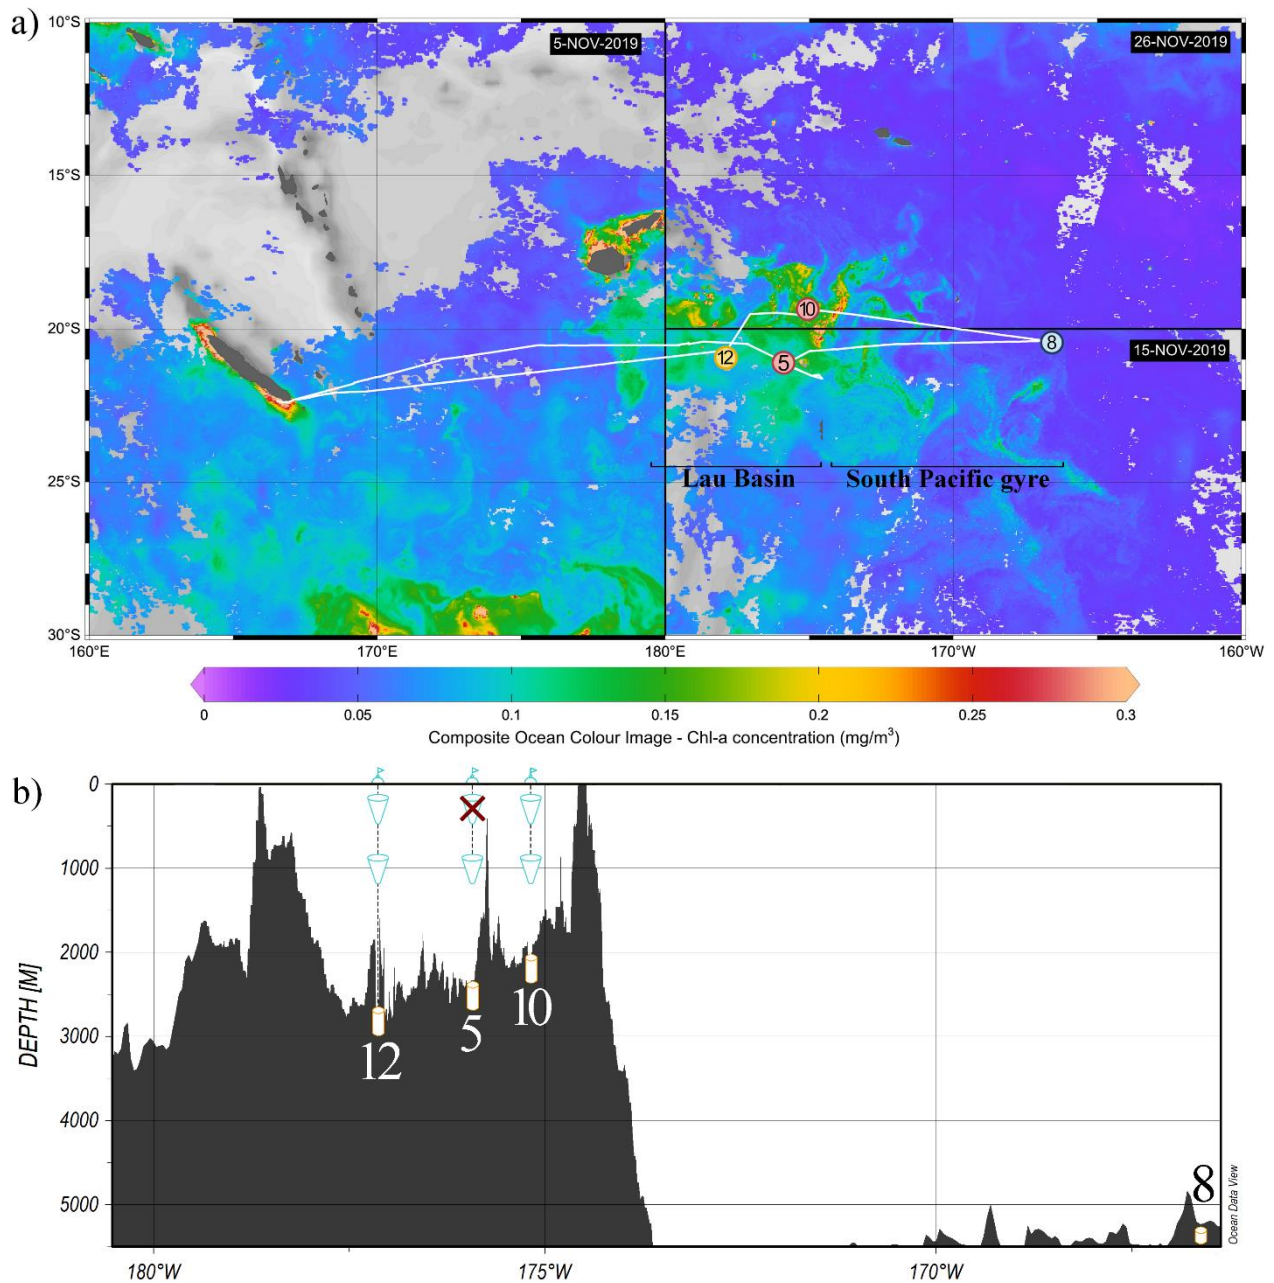 a)
10°S
5-NOV-2019
26-NOV-2019
15°S
20°S
10
12
5
8
15-NOV-2019
25°S
Lau Basin
South Pacific gyre
30°S
160°E
170°E
180°E
170°W
160°W
0
0.05
0.1
0.15
0.2
0.25
0.3
Composite Ocean Colour Image - Chl-a concentration (mg/m³)
b)
0
1000
2000
3000
4000
5000
DEPTH [M]
12
5
10
8
Ocean Data View
180°W
175°W
170°W